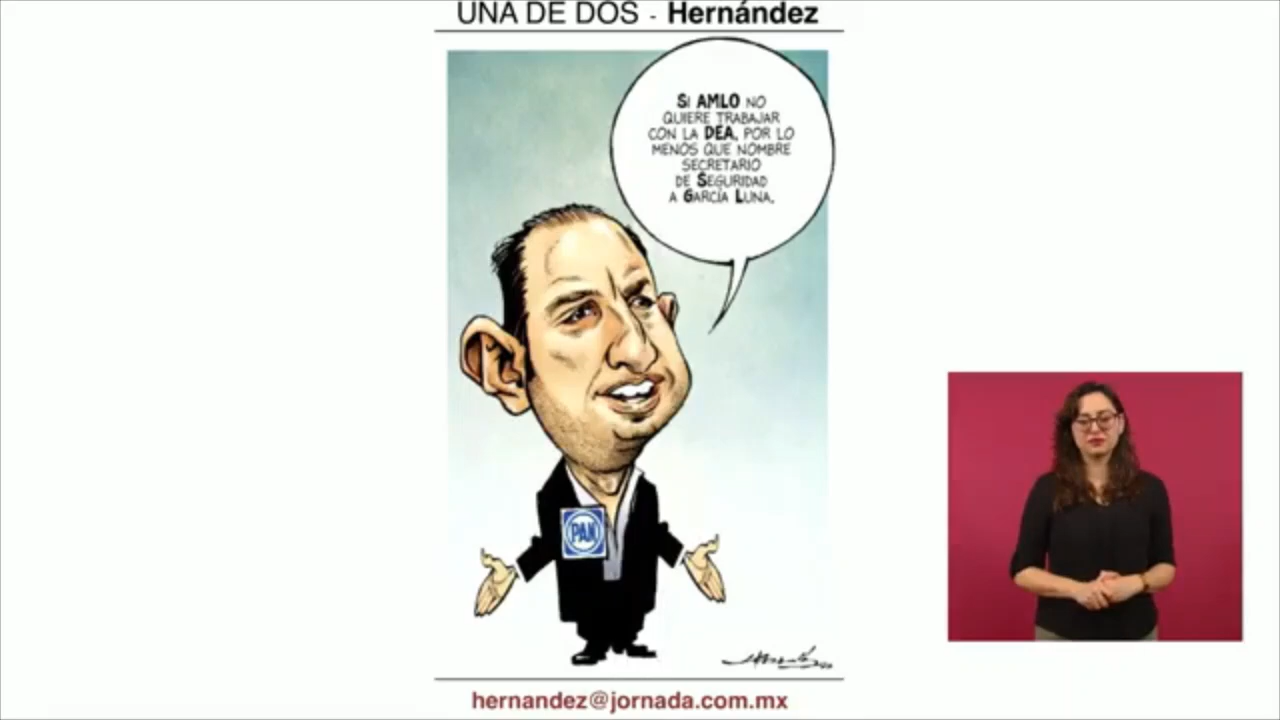 UNA DE DOS - Hernández
SI AMLO NO
QUIERE TRABAJAR
CON LA DEA, POR LO
MENOS QUE NOMBRE
SECRETARIO
DE SEGURIDAD
A GARCÍA LUNA.
PAN
hernandez@jornada.com.mx